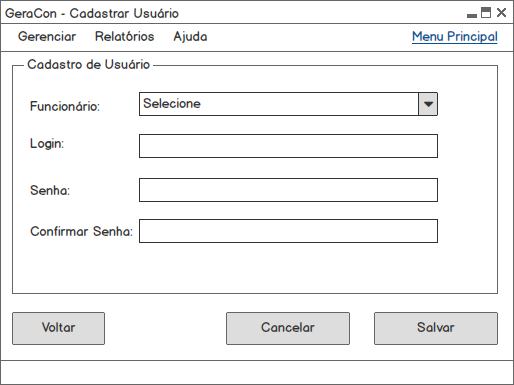 GeraCon - Cadastrar Usuário
Gerenciar Relatórios Ajuda Menu Principal
Cadastro de Usuário
Funcionário: Selecione
Login:
Senha:
Confirmar Senha:
Voltar Cancelar Salvar